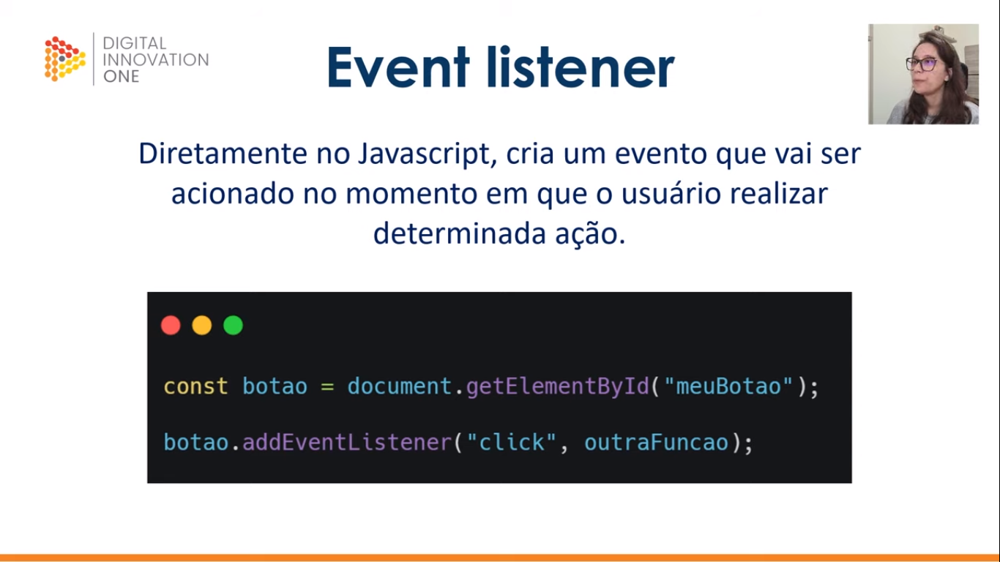 DIGITAL
INNOVATION
ONE
Event listener
Diretamente no Javascript, cria um evento que vai ser
acionado no momento em que o usuário realizar
determinada ação.
const botao = document.getElementById("meuBotao");
botao.addEventListener("click", outraFuncao);